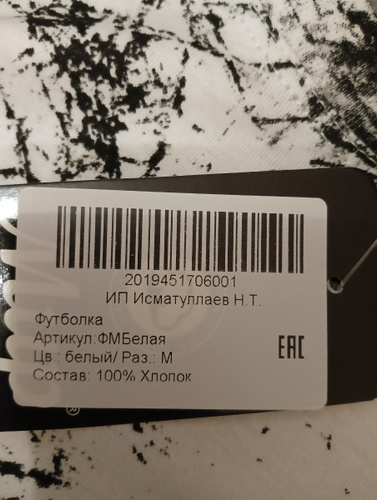 2019451706001
ИП Исматуллаев Н.Т.
Футболка
Артикул:ФМБелая
Цв : белый/ Раз.: M
Состав: 100% Хлопок
EAC
®